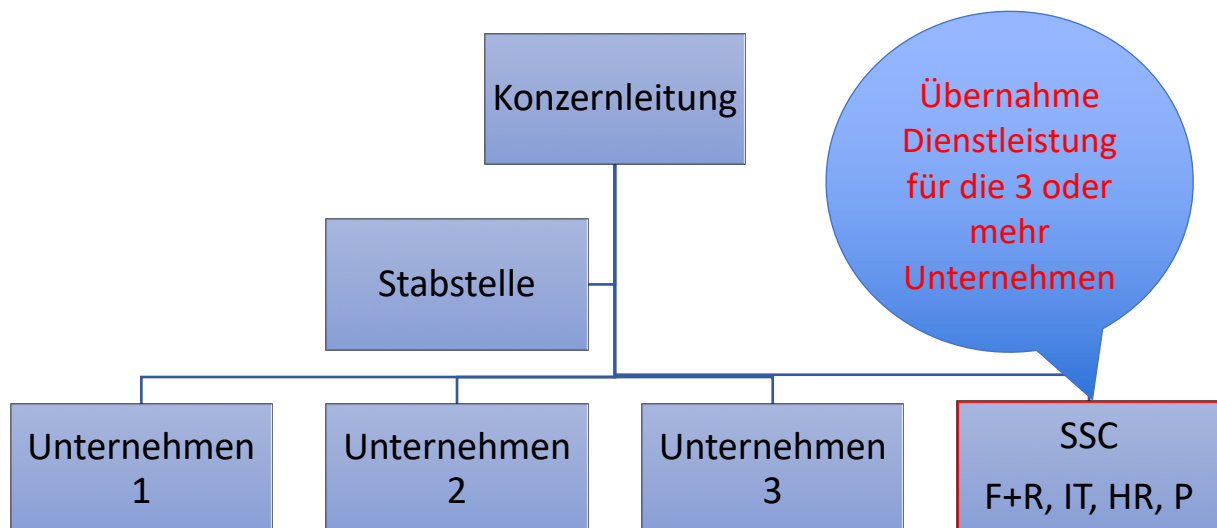 Konzernleitung
Übernahme
Dienstleistung
für die 3 oder
mehr
Unternehmen
Stabstelle
Unternehmen
1
Unternehmen
2
Unternehmen
3
SSC
F+R, IT, HR, P